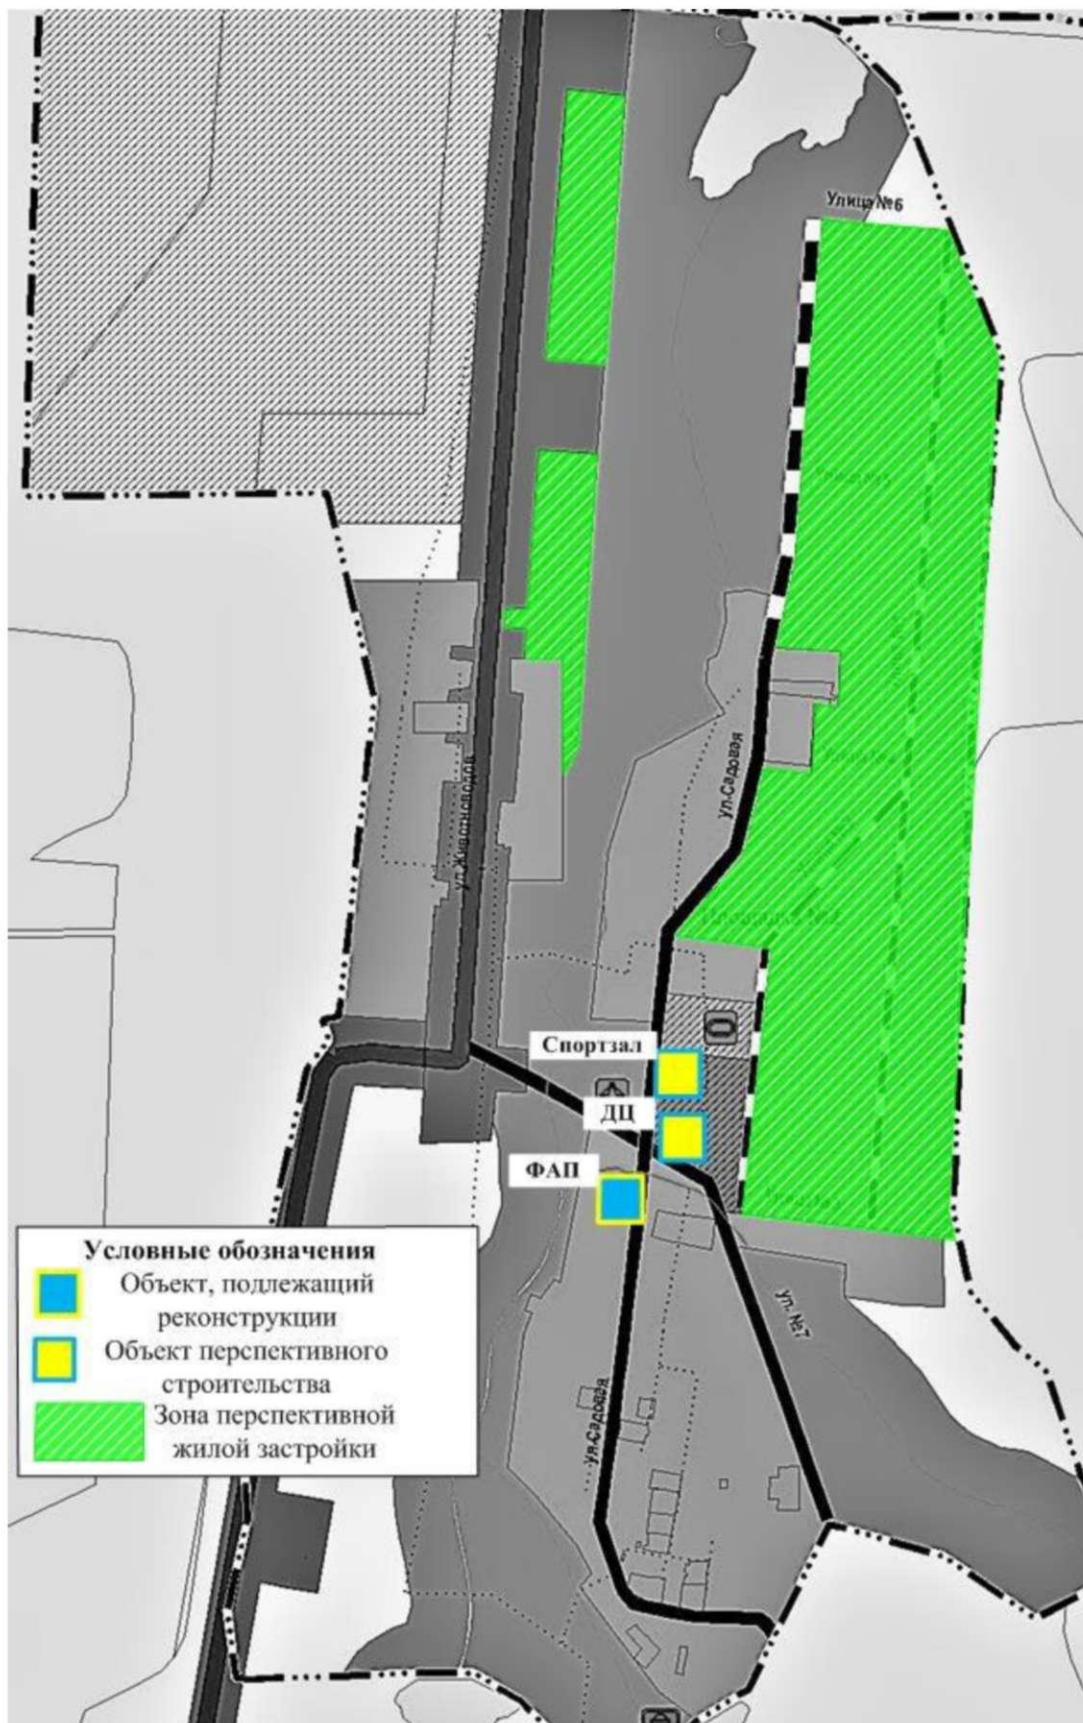 Улица №6
ул.Садовая
ул.Животноводов
Спортзал
ДЦ
ФАП
Условные обозначения
Объект, подлежащий
реконструкции
Объект перспективного
строительства
Зона перспективной
жилой застройки
ул. №7
ул.Садовая